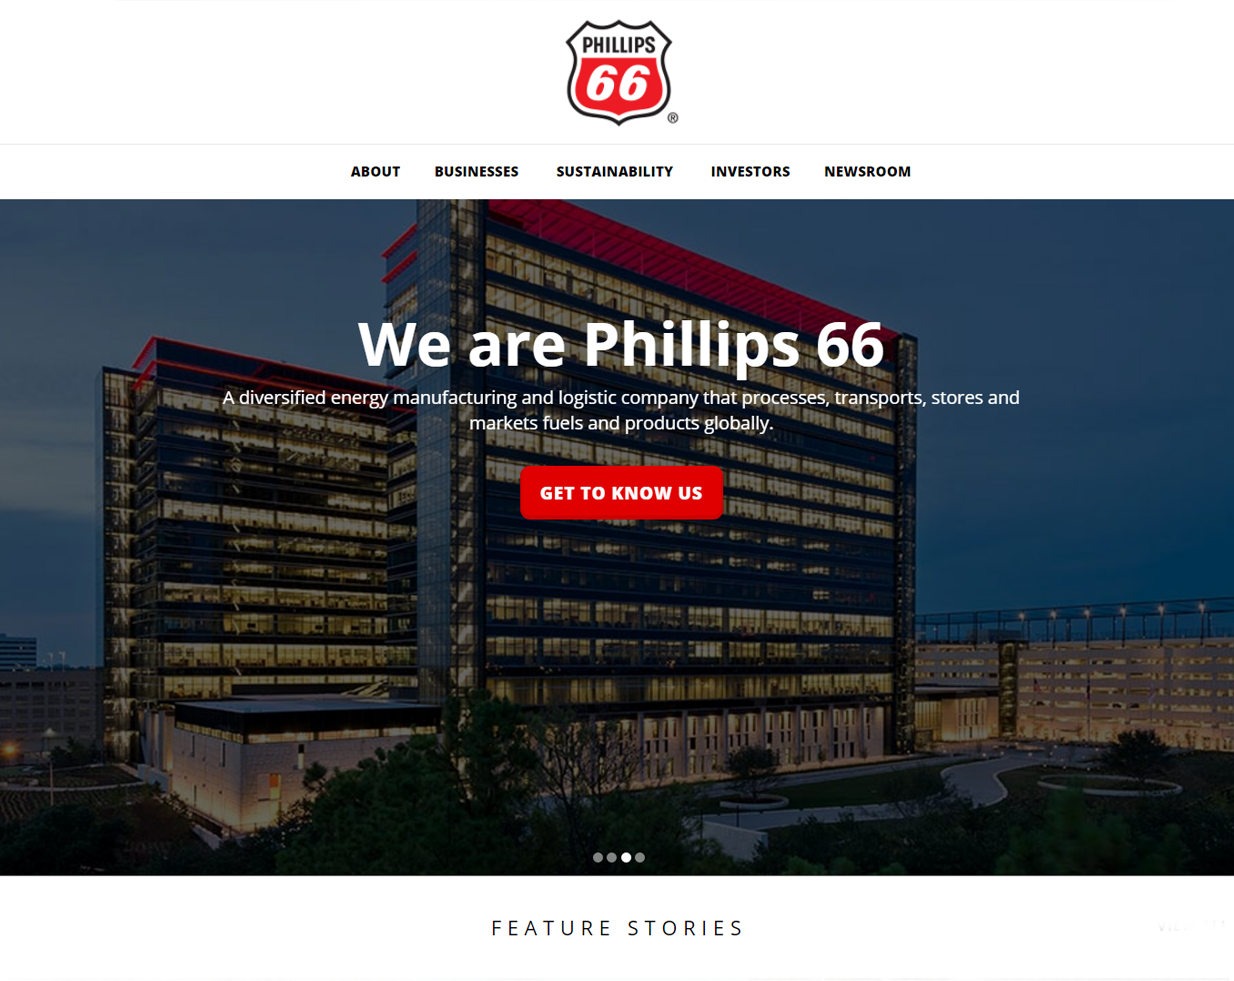 PHILLIPS
66
®
ABOUT BUSINESSES SUSTAINABILITY INVESTORS NEWSROOM
We are Phillips 66
A diversified energy manufacturing and logistic company that processes, transports, stores and
markets fuels and products globally.
GET TO KNOW US
FEATURE STORIES